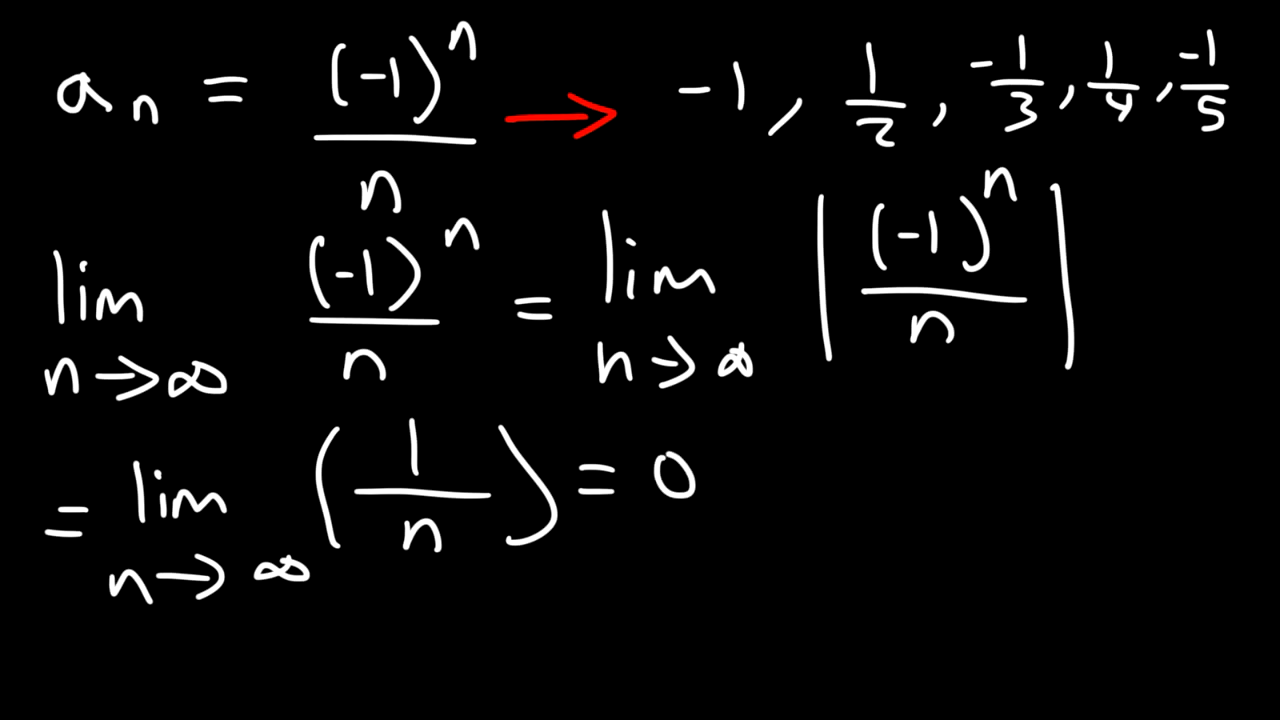 aₙ = (-1)ⁿ / n → -1, 1/2, -1/3, 1/4, -1/5
lim n→∞ (-1)ⁿ / n = lim n→∞ |(-1)ⁿ / n|
= lim n→∞ (1/n) = 0